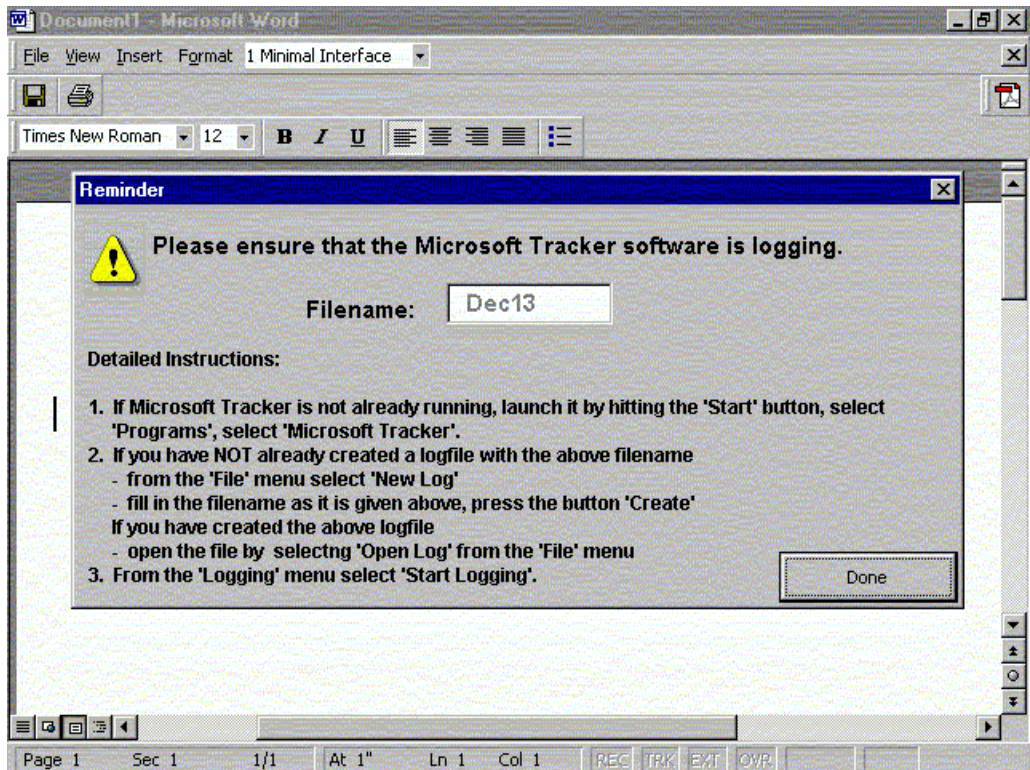 Document1 - Microsoft Word
File View Insert Format 1 Minimal Interface
Times New Roman 12 B I U
Reminder
Please ensure that the Microsoft Tracker software is logging.
Filename: Dec13
Detailed Instructions:
1. If Microsoft Tracker is not already running, launch it by hitting the 'Start' button, select
'Programs', select 'Microsoft Tracker'.
2. If you have NOT already created a logfile with the above filename
- from the 'File' menu select 'New Log'
- fill in the filename as it is given above, press the button 'Create'
If you have created the above logfile
- open the file by selectng 'Open Log' from the 'File' menu
3. From the 'Logging' menu select 'Start Logging'.
Done
Page 1 Sec 1 1/1 At 1" Ln 1 Col 1 REC TRK EXT OVR